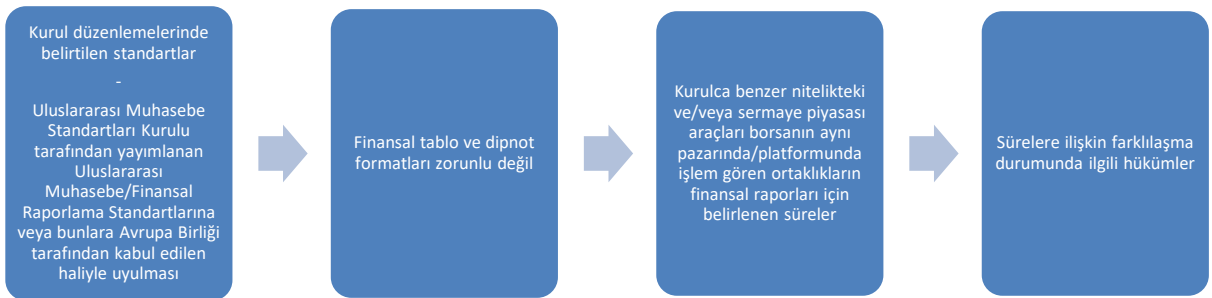 Kurul düzenlemelerinde
belirtilen standartlar
-
Uluslararası Muhasebe
Standartları Kurulu
tarafından yayımlanan
Uluslararası
Muhasebe/Finansal
Raporlama Standartlarına
veya bunlara Avrupa Birliği
tarafından kabul edilen
haliyle uyulması
Finansal tablo ve dipnot
formatları zorunlu değil
Kurulca benzer nitelikteki
ve/veya sermaye piyasası
araçları borsanın aynı
pazarında/platformunda
işlem gören ortaklıkların
finansal raporları için
belirlenen süreler
Sürelere ilişkin farklılaşma
durumunda ilgili hükümler